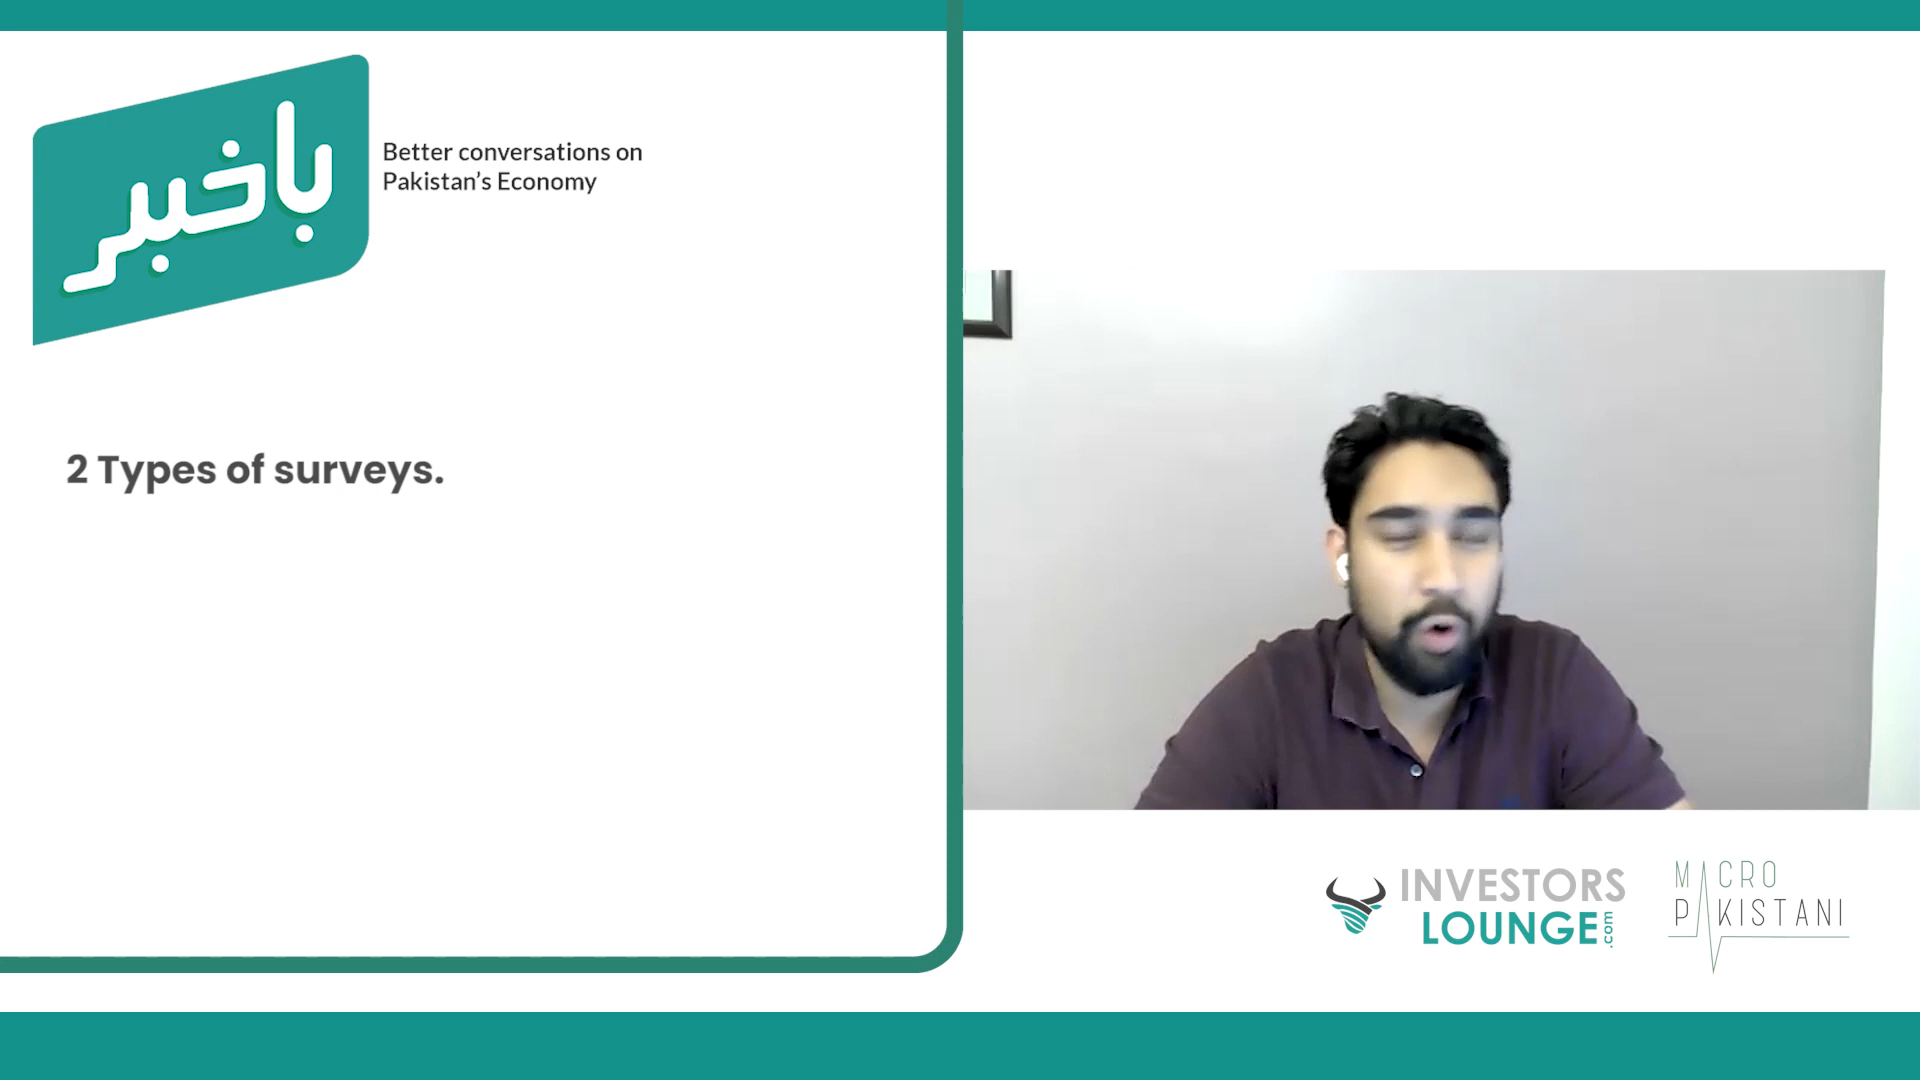 باخبر
Better conversations on
Pakistan’s Economy
2 Types of surveys.
INVESTORS
LOUNGE.com
MACRO
PAKISTANI